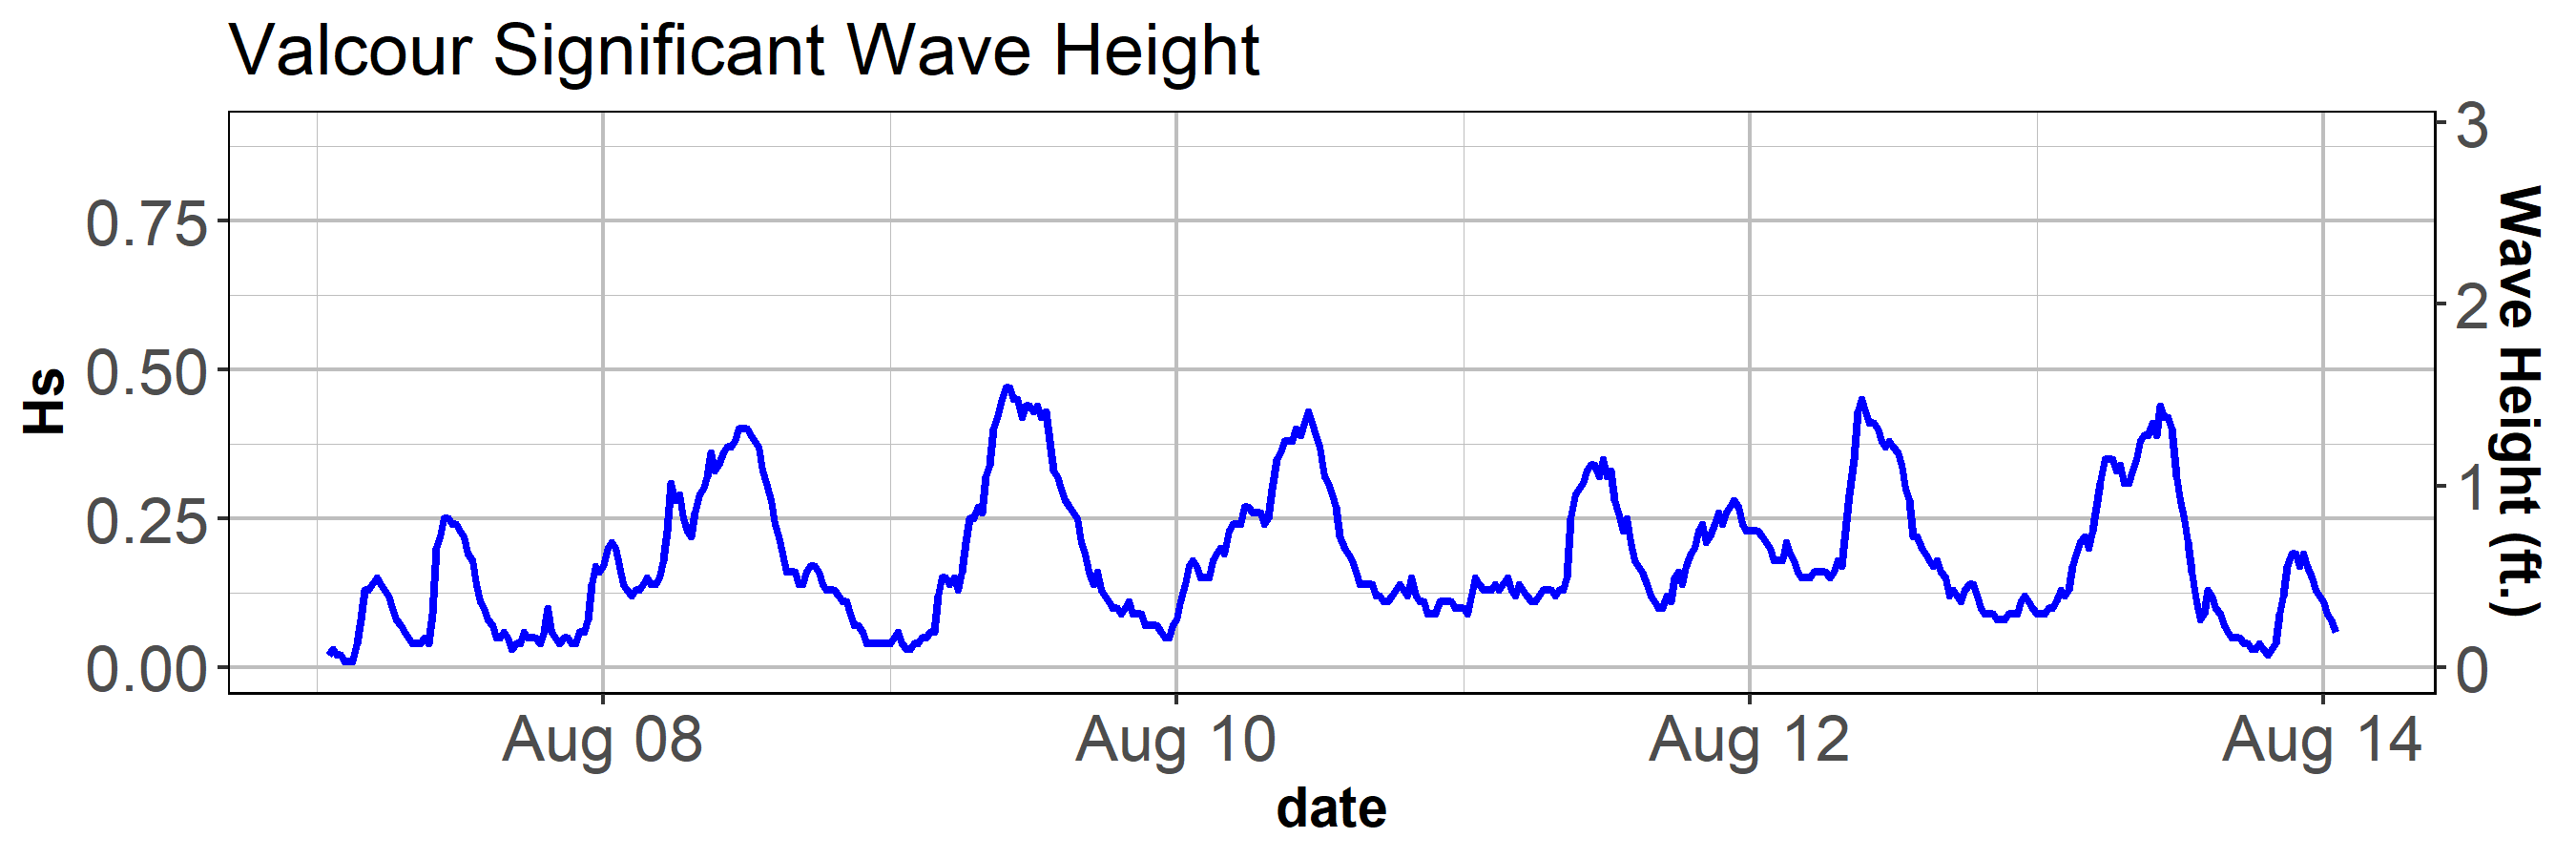 Valcour Significant Wave Height
Hs
0.75
0.50
0.25
0.00
3
2
1
0
Wave Height (ft.)
Aug 08
Aug 10
Aug 12
Aug 14
date